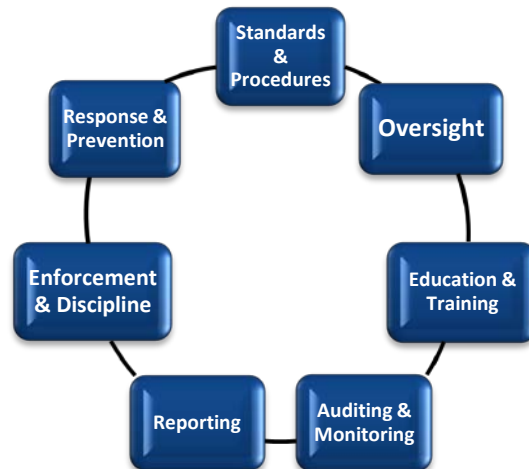 Standards
&
Procedures
Oversight
Education &
Training
Auditing &
Monitoring
Reporting
Enforcement
& Discipline
Response &
Prevention